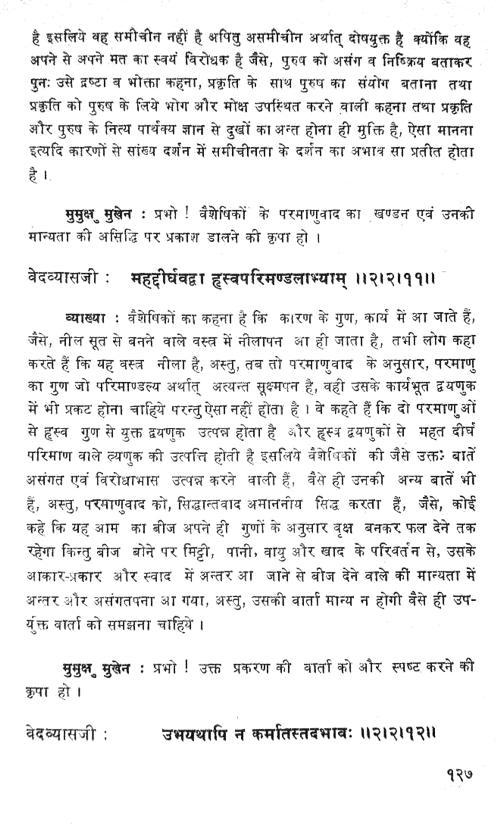 है इसलिये वह समीचीन नहीं है अपितु असमीचीन अर्थात् दोषयुक्त है क्योंकि वह
अपने से अपने मत का स्वयं विरोधक है जैसे, पुरुष को असंग व निष्क्रिय बताकर
पुनः उसे द्रष्टा व भोक्ता कहना, प्रकृति के साथ पुरुष का संयोग बताना तथा
प्रकृति को पुरुष के लिये भोग और मोक्ष उपस्थित करने वाली कहना तथा प्रकृति
और पुरुष के नित्य पार्थक्य ज्ञान से दुखों का अन्त होना ही मुक्ति है, ऐसा मानना
इत्यदि कारणों से सांख्य दर्शन में समीचीनता के दर्शन का अभाव सा प्रतीत होता
है ।
मुमुक्षु मुखेन : प्रभो ! वैशेषिकों के परमाणुवाद का खण्डन एवं उनकी
मान्यता की असिद्धि पर प्रकाश डालने की कृपा हो ।
वेदव्यासजी : महद्दीर्घवद्वा ह्रस्वपरिमण्डलाभ्याम् ।।२।२।११।।
व्याख्या : वैशेषिकों का कहना है कि कारण के गुण, कार्य में आ जाते हैं,
जैसे, नील सूत से बनने वाले वस्त्र में नीलापन आ ही जाता है, तभी लोग कहा
करते हैं कि यह वस्त्र नीला है, अस्तु, तब तो परमाणुवाद के अनुसार, परमाणु
का गुण जो परिमाण्डल्य अर्थात् अत्यन्त सूक्ष्मपन है, वही उसके कार्यभूत द्वयणुक
में भी प्रकट होना चाहिये परन्तु ऐसा नहीं होता है । वे कहते हैं कि दो परमाणुओं
से ह्रस्व गुण से युक्त द्वयणुक उत्पन्न होता है और ह्रस्व द्वयणुकों से महत दीर्घ
परिमाण वाले त्र्यणुक की उत्पत्ति होती है इसलिये वैशेषिकों की जैसे उक्तः बातें
असंगत एवं विरोधाभास उत्पन्न करने वाली हैं, वैसे ही उनकी अन्य बातें भी
हैं, अस्तु, परमाणुवाद को, सिद्धान्तवाद अमाननीय सिद्ध करता हैं, जैसे, कोई
कहे कि यह आम का बीज अपने ही गुणों के अनुसार वृक्ष बनकर फल देने तक
रहेगा किन्तु बीज बोने पर मिट्टी, पानी, वायु और खाद के परिवर्तन से, उसके
आकार-प्रकार और स्वाद में अन्तर आ जाने से बीज देने वाले की मान्यता में
अन्तर और असंगतपना आ गया, अस्तु, उसकी वार्ता मान्य न होगी वैसे ही उप-
र्युक्त वार्ता को समझना चाहिये ।
मुमुक्षु मुखेन : प्रभो ! उक्त प्रकरण की वार्ता को और स्पष्ट करने की
कृपा हो ।
वेदव्यासजी : उभयथापि न कर्मातस्तदभावः ।।२।२।१२।।
१२७